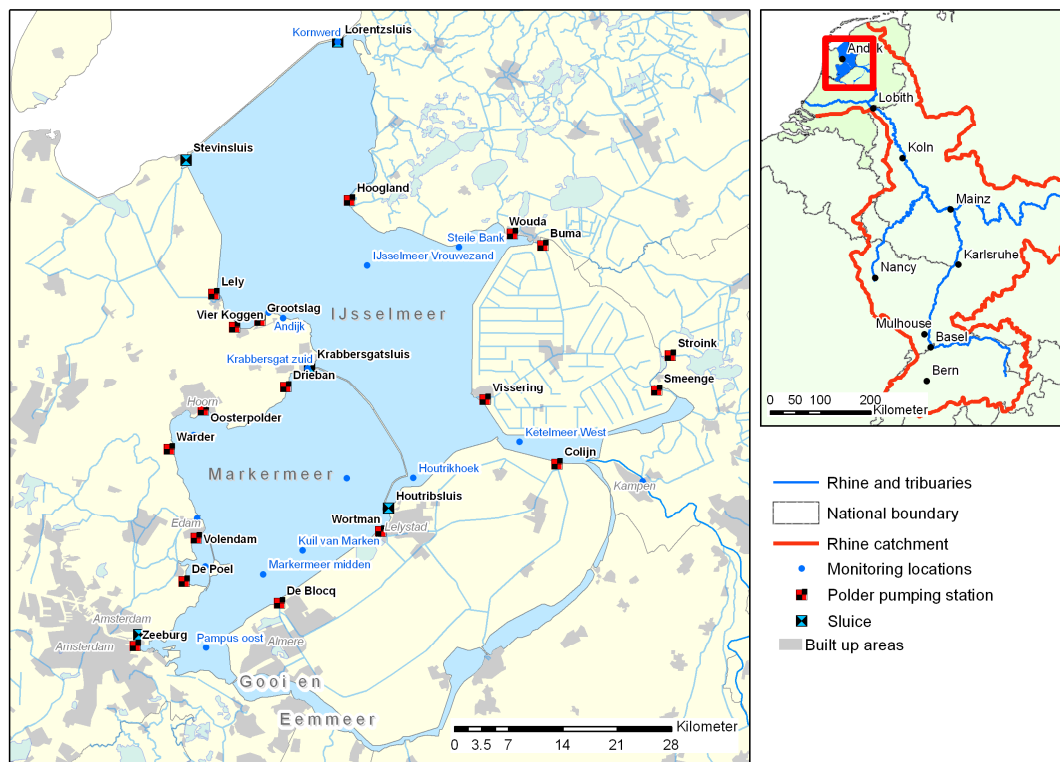 Kornwerd
Lorentzsluis
Stevinsluis
Hoogland
Wouda
Buma
Steile Bank
IJsselmeer Vrouwezand
Lely
Grootslag
Vier Koggen
Andijk
IJsselmeer
Krabbersgat zuid
Krabbersgatsluis
Drieban
Stroink
Smeenge
Vissering
Hoorn
Oosterpolder
Warder
Ketelmeer West
Colijn
Markermeer
Houtrikhoek
Kampen
Houtribsluis
Wortman
Lelystad
Edam
Volendam
Kuil van Marken
De Poel
Markermeer midden
De Blocq
Amsterdam
Zeeburg
Amsterdam
Pampus oost
Almere
Gooi en
Eemmeer
Kilometer
0 3.5 7 14 21 28
Andijk
Lobith
Koln
Mainz
Karlsruhe
Nancy
Mulhouse
Basel
Bern
Kilometer
0 50 100 200
Rhine and tribuaries
National boundary
Rhine catchment
Monitoring locations
Polder pumping station
Sluice
Built up areas